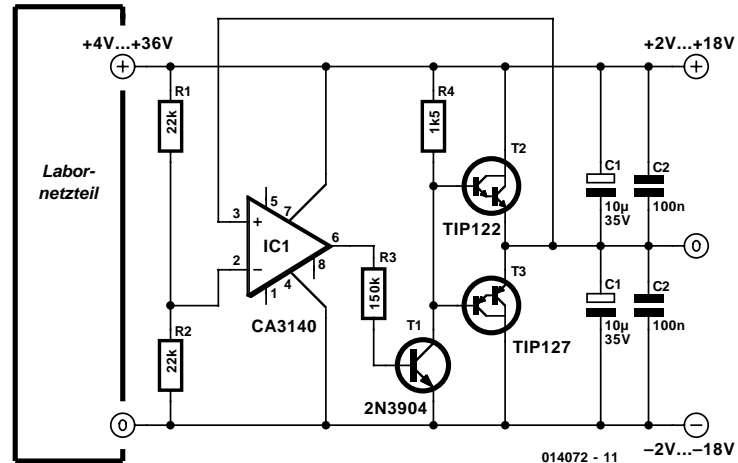 +4V...+36V
+2V...+18V
+
+
R1
22k
R4
1k5
Labor-
netzteil
T2
TIP122
C1
10µ
35V
C2
100n
5
7
3
+
IC1
6
2
−
8
1
4
CA3140
R3
150k
0
T3
TIP127
C1
10µ
35V
C2
100n
R2
22k
T1
2N3904
0
−
014072 - 11
−2V...−18V